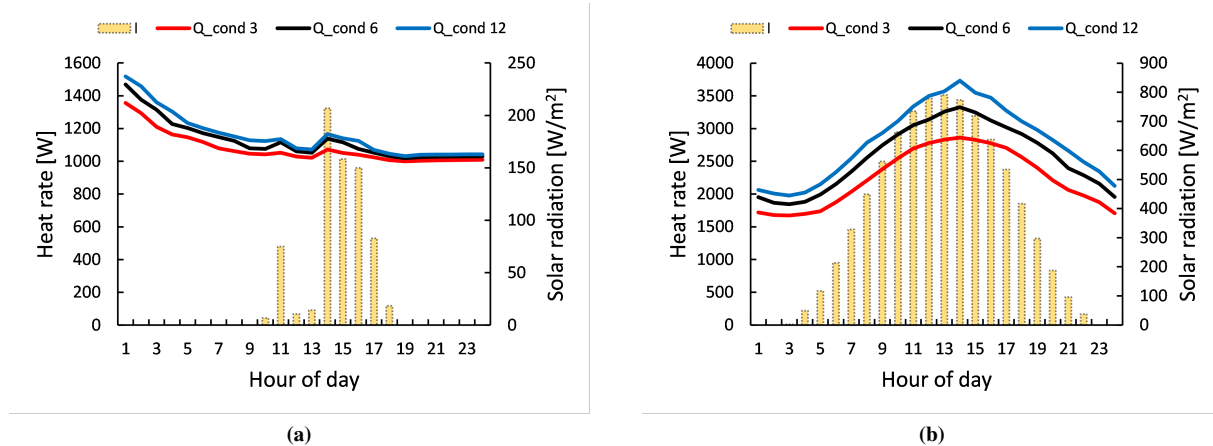 (a)
I Q_cond 3 Q_cond 6 Q_cond 12
Heat rate [W]
1600
1400
1200
1000
800
600
400
200
0
250
200
150
100
50
0
Solar radiation [W/m²]
1 3 5 7 9 11 13 15 17 19 21 23
Hour of day
(a)
(b)
I Q_cond 3 Q_cond 6 Q_cond 12
Heat rate [W]
4000
3500
3000
2500
2000
1500
1000
500
0
900
800
700
600
500
400
300
200
100
0
Solar radiation [W/m²]
1 3 5 7 9 11 13 15 17 19 21 23
Hour of day
(b)